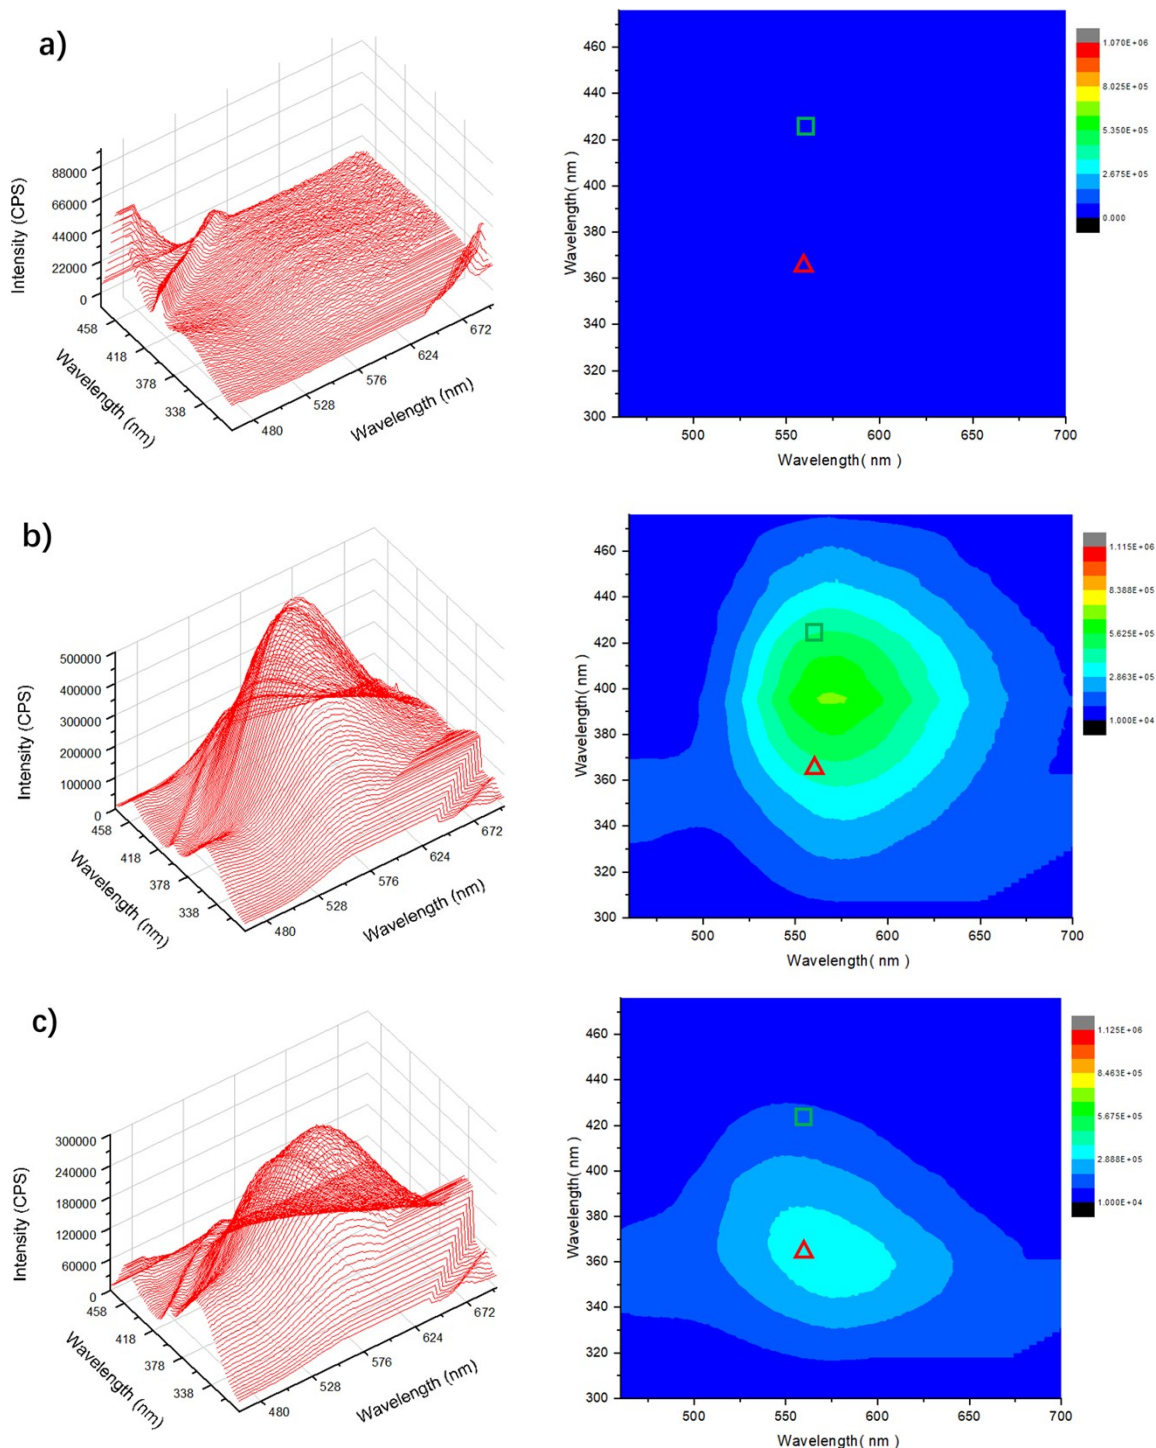 a)
Intensity (CPS)
88000
66000
44000
22000
0
458
418
378
338
Wavelength (nm)
480
528
576
624
672
Wavelength (nm)
460
440
420
400
380
360
340
320
300
Wavelength( nm )
500
550
600
650
700
Wavelength( nm )
1.070E+06
8.025E+05
5.350E+05
2.675E+05
0.000
b)
Intensity (CPS)
500000
400000
300000
200000
100000
0
458
418
378
338
Wavelength (nm)
480
528
576
624
672
Wavelength (nm)
460
440
420
400
380
360
340
320
300
Wavelength( nm )
500
550
600
650
700
Wavelength( nm )
1.115E+06
8.388E+05
5.625E+05
2.863E+05
1.000E+04
c)
Intensity (CPS)
300000
240000
180000
120000
60000
0
458
418
378
338
Wavelength (nm)
480
528
576
624
672
Wavelength (nm)
460
440
420
400
380
360
340
320
300
Wavelength( nm )
500
550
600
650
700
Wavelength( nm )
1.125E+06
8.463E+05
5.675E+05
2.888E+05
1.000E+04